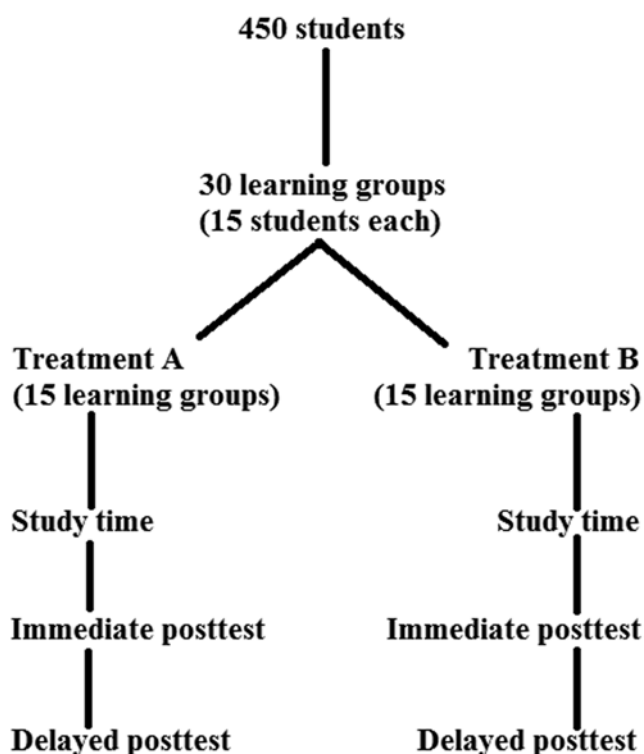 450 students
30 learning groups
(15 students each)
Treatment A
(15 learning groups)
Treatment B
(15 learning groups)
Study time
Study time
Immediate posttest
Immediate posttest
Delayed posttest
Delayed posttest